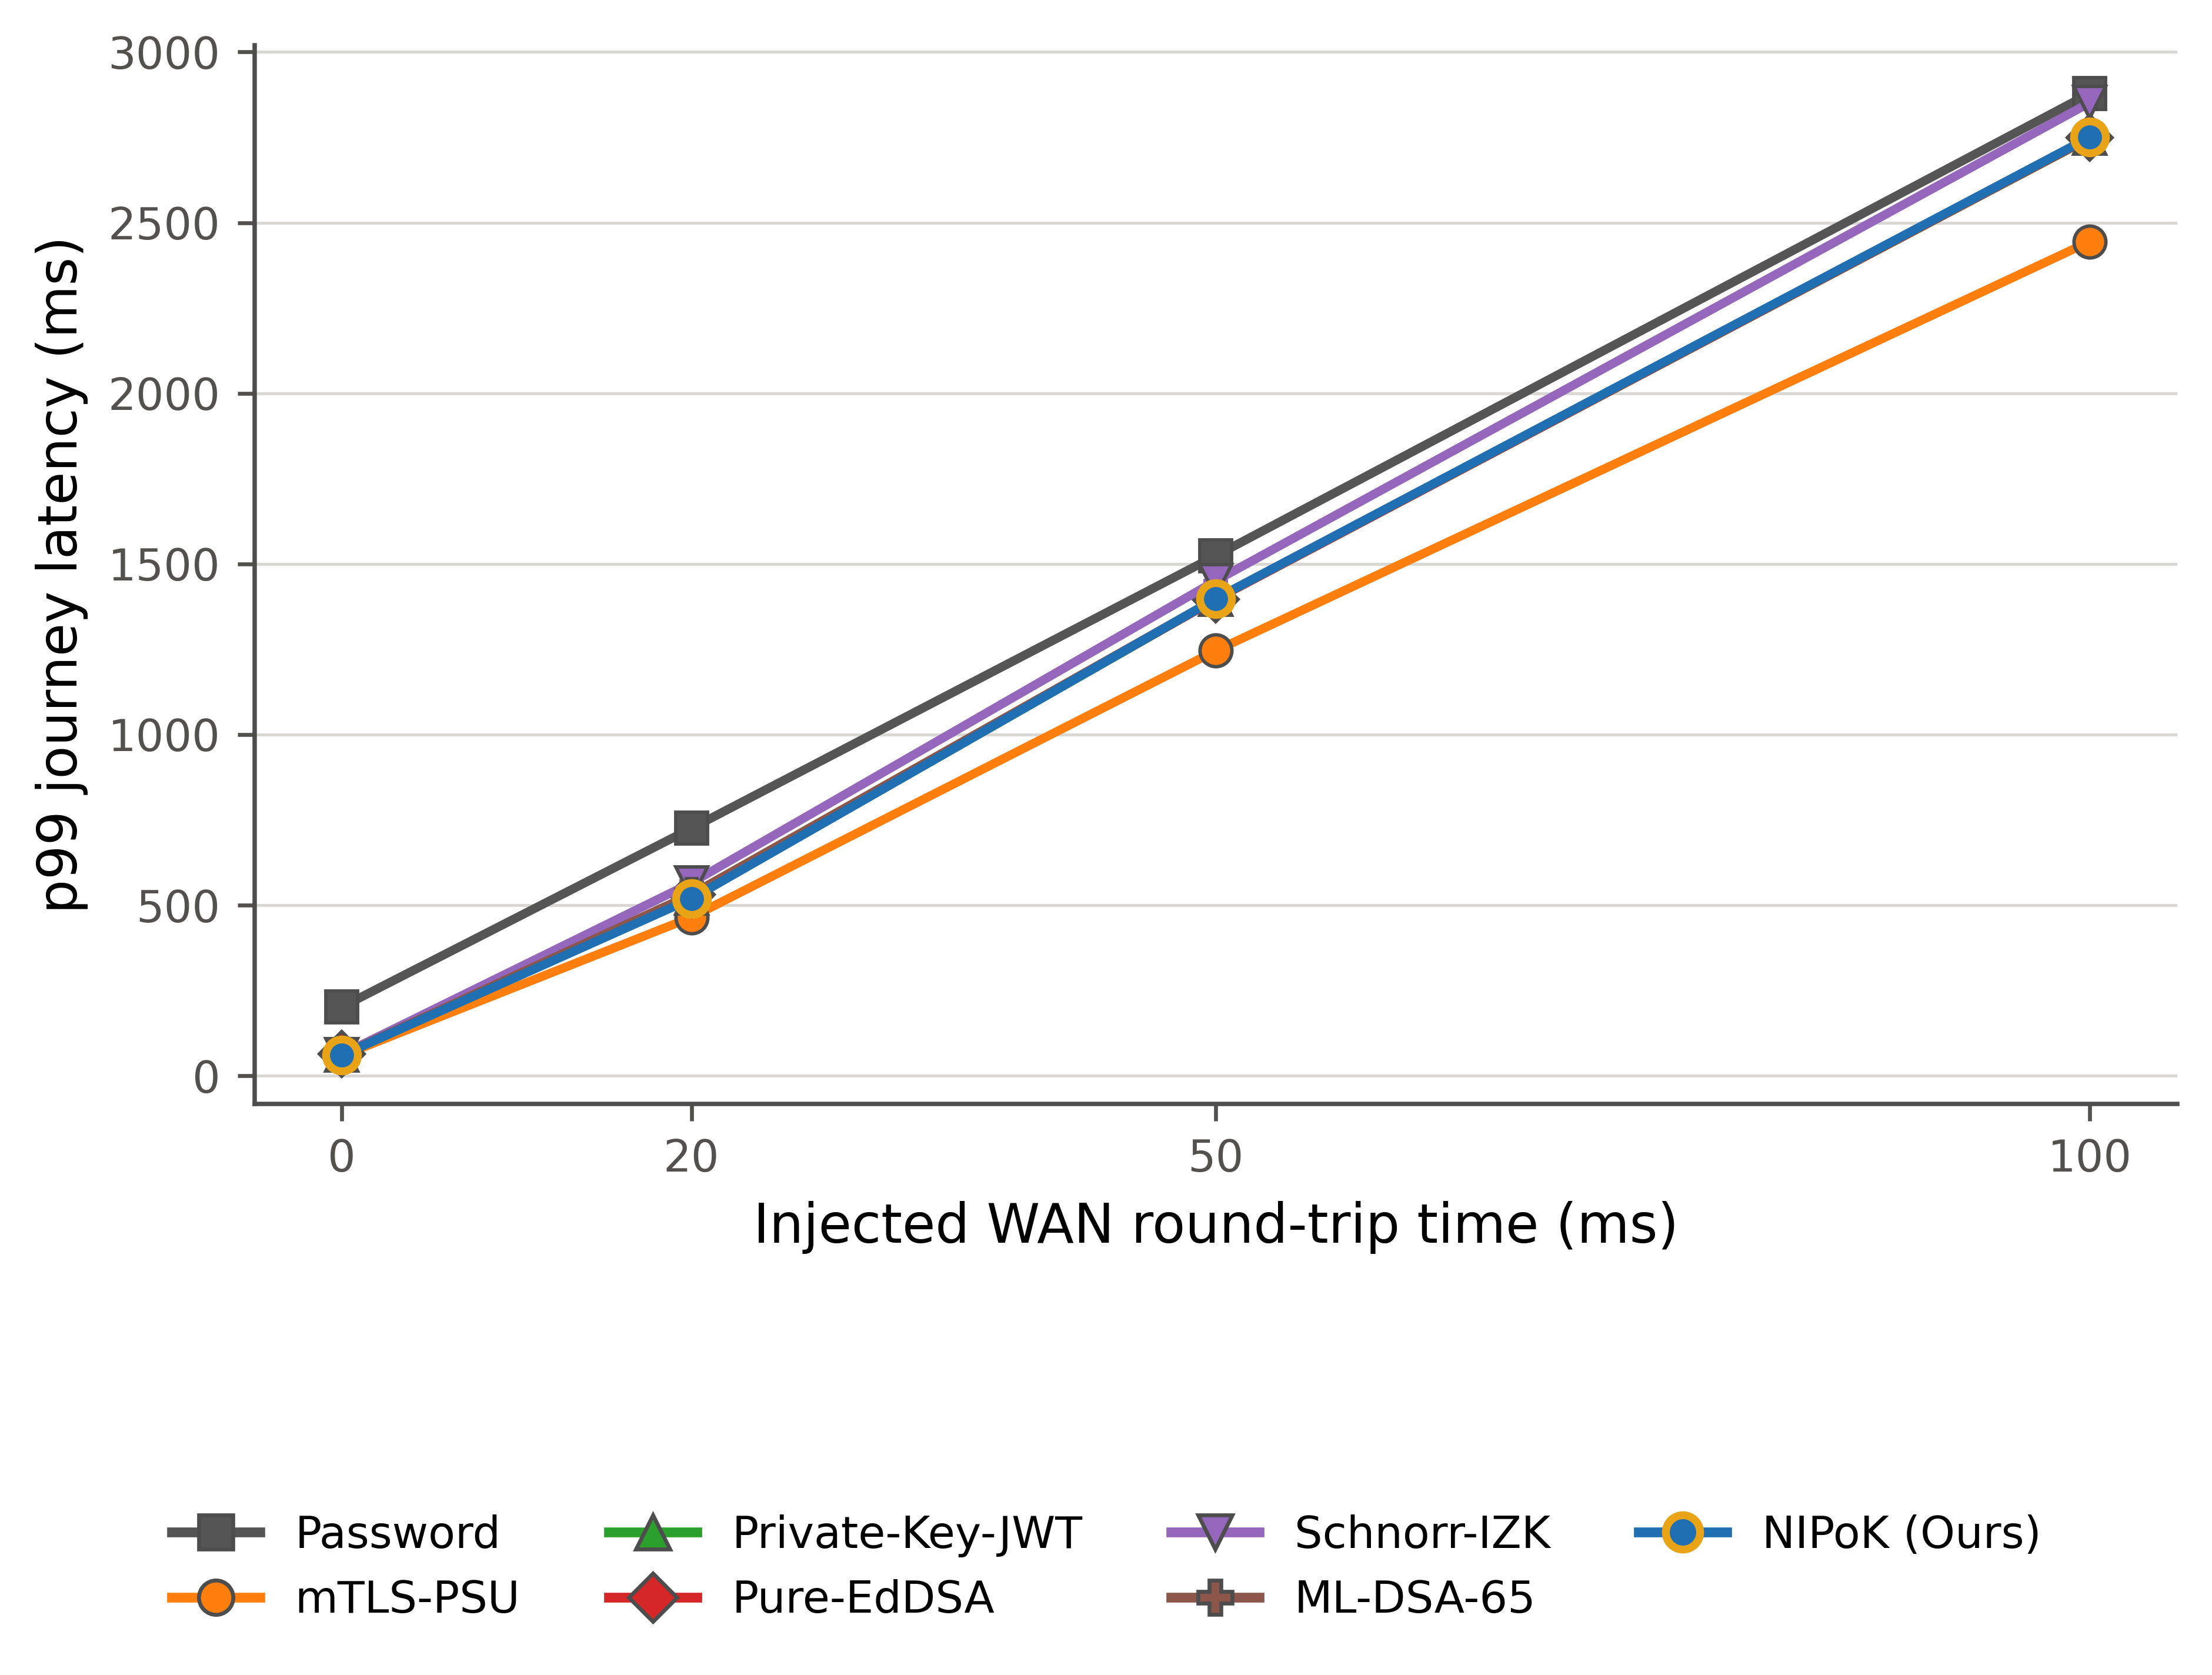 p99 journey latency (ms)
3000
2500
2000
1500
1000
500
0
0 20 50 100
Injected WAN round-trip time (ms)
Password Private-Key-JWT Schnorr-IZK NIPoK (Ours)
mTLS-PSU Pure-EdDSA ML-DSA-65